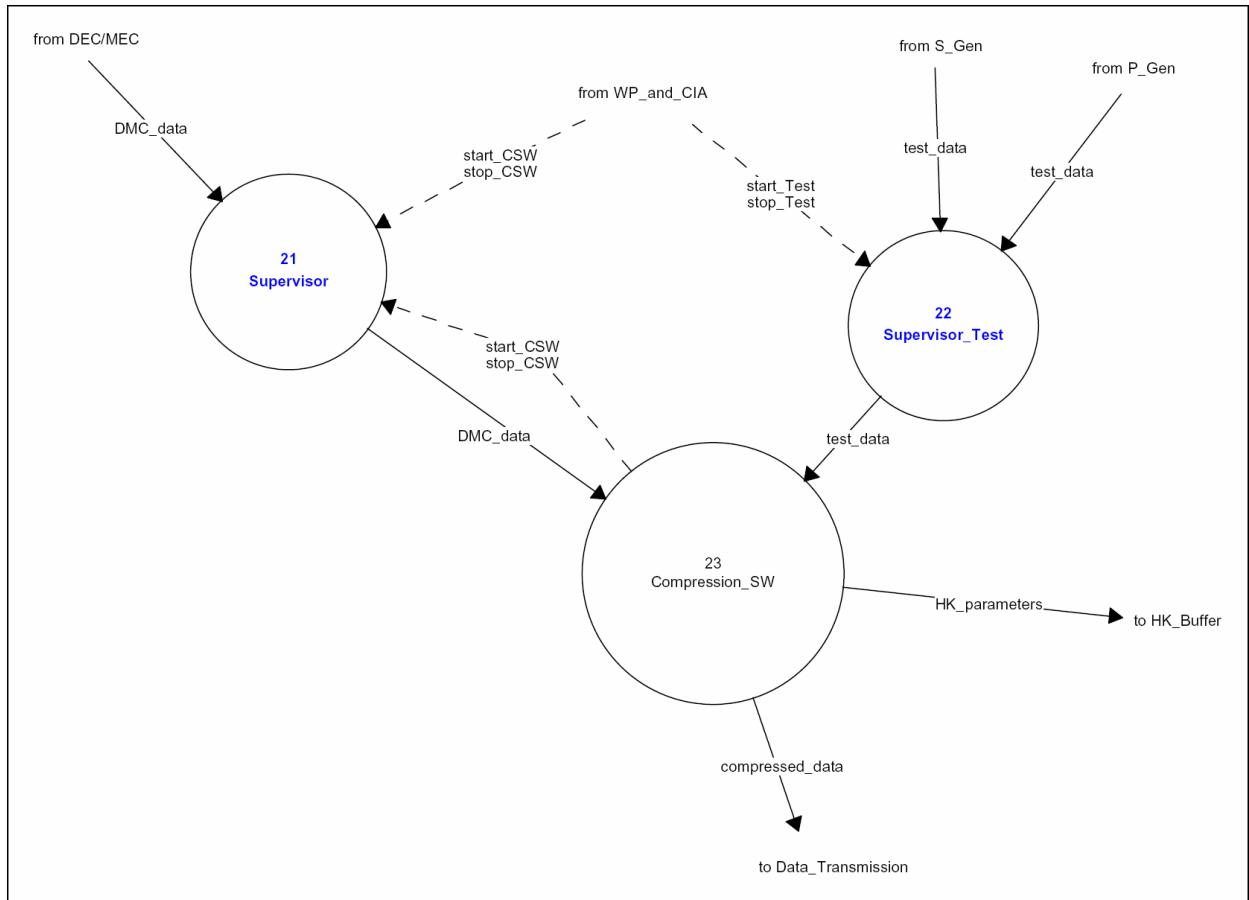 from DEC/MEC
from S_Gen
from P_Gen
from WP_and_CIA
DMC_data
start_CSW
stop_CSW
test_data
test_data
start_Test
stop_Test
21
Supervisor
22
Supervisor_Test
start_CSW
stop_CSW
DMC_data
test_data
23
Compression_SW
HK_parameters
to HK_Buffer
compressed_data
to Data_Transmission